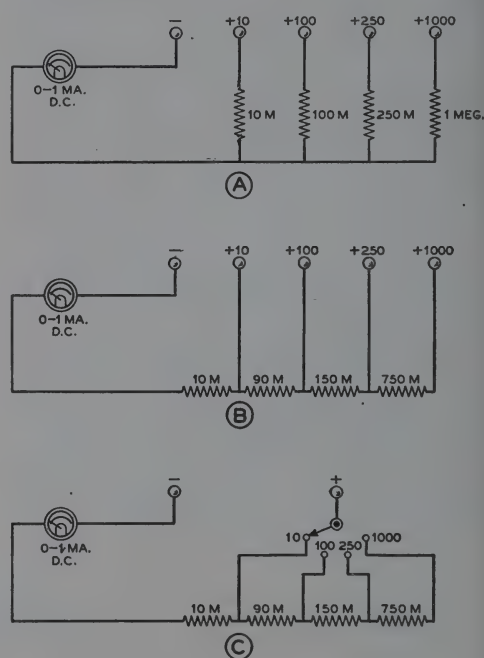 − +10 +100 +250 +1000
0–1 MA.
D.C.
10 M 100 M 250 M 1 MEG.
A
− +10 +100 +250 +1000
0–1 MA.
D.C.
10 M 90 M 150 M 750 M
B
− +
10 100 250 1000
0–1 MA.
D.C.
10 M 90 M 150 M 750 M
C